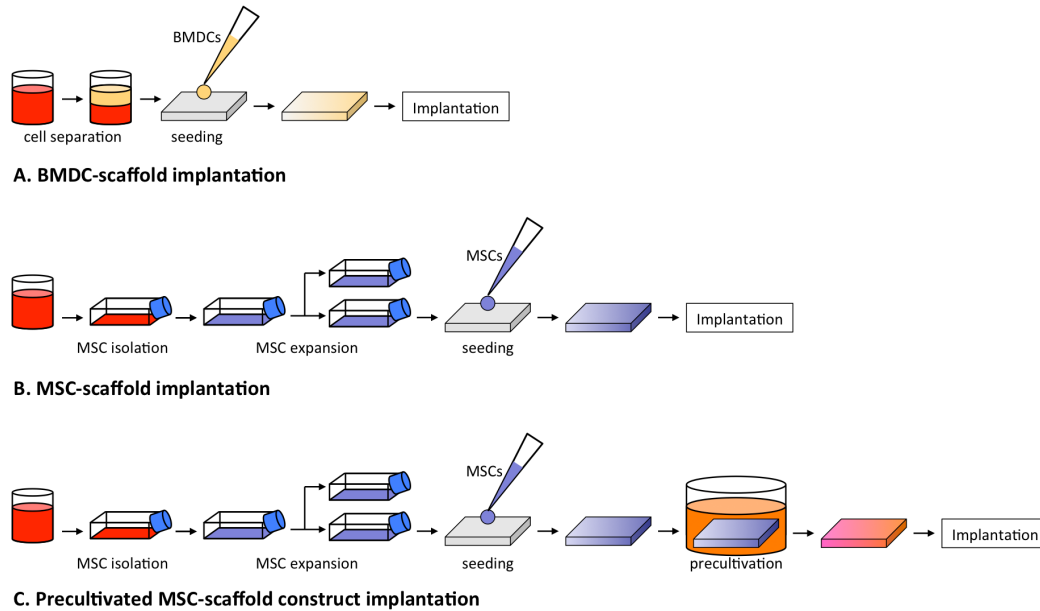 BMDCs
Implantation
cell separation
seeding
A. BMDC-scaffold implantation
MSCs
Implantation
MSC isolation
MSC expansion
seeding
B. MSC-scaffold implantation
MSCs
Implantation
MSC isolation
MSC expansion
seeding
precultivation
C. Precultivated MSC-scaffold construct implantation